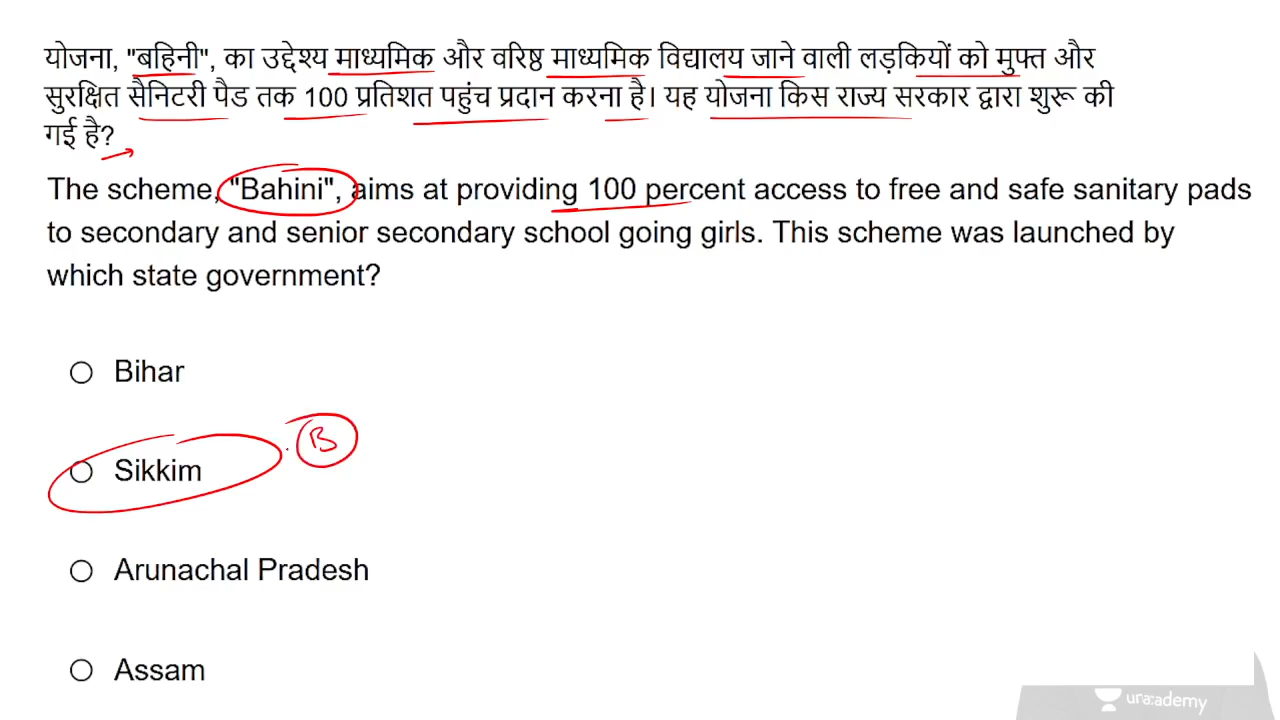 योजना, "बहिनी", का उद्देश्य माध्यमिक और वरिष्ठ माध्यमिक विद्यालय जाने वाली लड़कियों को मुफ्त और
सुरक्षित सैनिटरी पैड तक 100 प्रतिशत पहुंच प्रदान करना है। यह योजना किस राज्य सरकार द्वारा शुरू की
गई है?
The scheme, "Bahini", aims at providing 100 percent access to free and safe sanitary pads
to secondary and senior secondary school going girls. This scheme was launched by
which state government?
Bihar
B
Sikkim
Arunachal Pradesh
Assam
unacademy